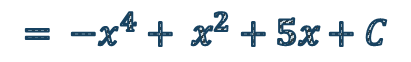 = −x⁴ + x² + 5x + C